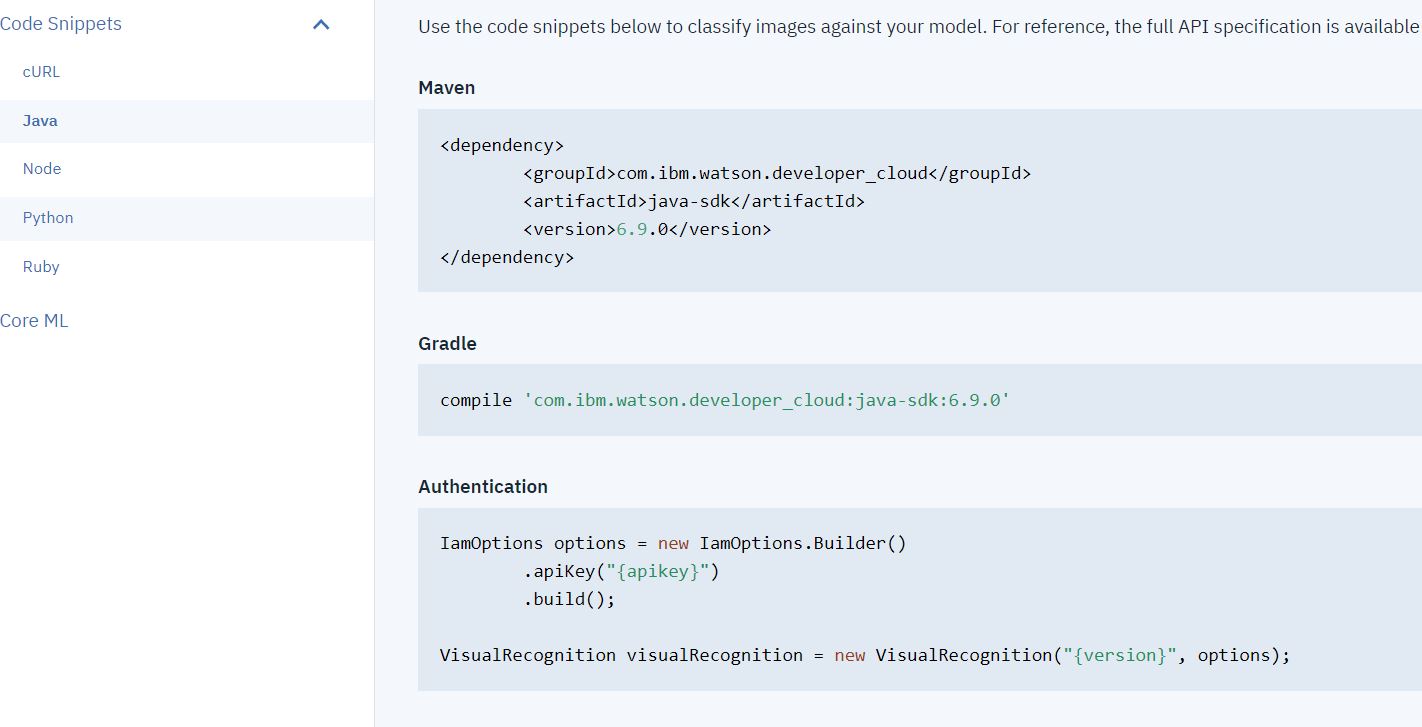 Code Snippets
cURL
Java
Node
Python
Ruby
Core ML
Use the code snippets below to classify images against your model. For reference, the full API specification is available
Maven
<dependency>
        <groupId>com.ibm.watson.developer_cloud</groupId>
        <artifactId>java-sdk</artifactId>
        <version>6.9.0</version>
</dependency>
Gradle
compile 'com.ibm.watson.developer_cloud:java-sdk:6.9.0'
Authentication
IamOptions options = new IamOptions.Builder()
        .apiKey("{apikey}")
        .build();
VisualRecognition visualRecognition = new VisualRecognition("{version}", options);